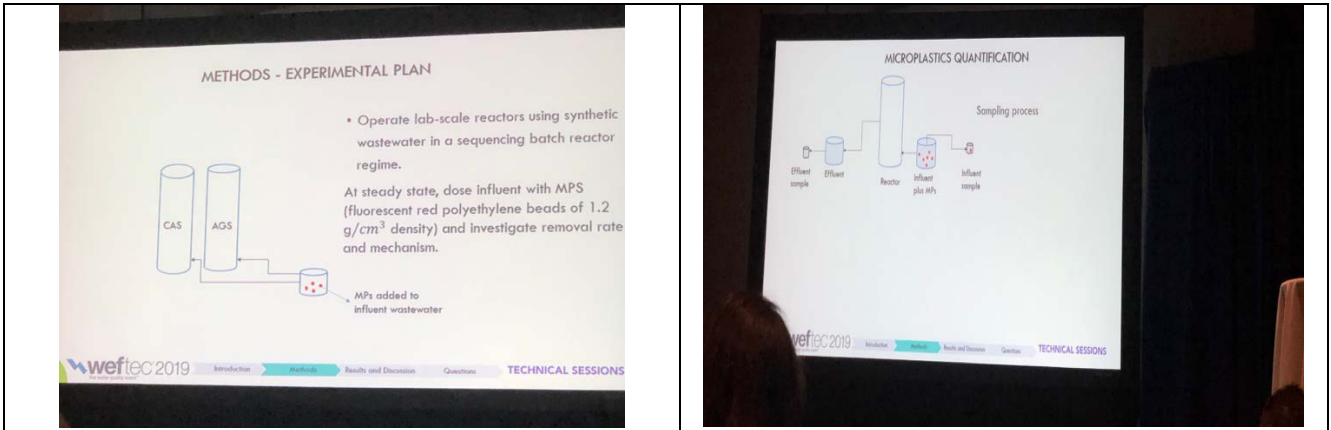 METHODS - EXPERIMENTAL PLAN
• Operate lab-scale reactors using synthetic
wastewater in a sequencing batch reactor
regime.
At steady state, dose influent with MPS
(fluorescent red polyethylene beads of 1.2
g/cm³ density) and investigate removal rate
and mechanism.
CAS
AGS
MPs added to
influent wastewater
weftec 2019
the water quality event
Introduction
Methods
Results and Discussion
Questions
TECHNICAL SESSIONS
MICROPLASTICS QUANTIFICATION
Sampling process
Effluent
sample
Effluent
Reactor
Influent
plus MPs
Influent
sample
weftec 2019
Introduction
Methods
Results and Discussion
Questions
TECHNICAL SESSIONS